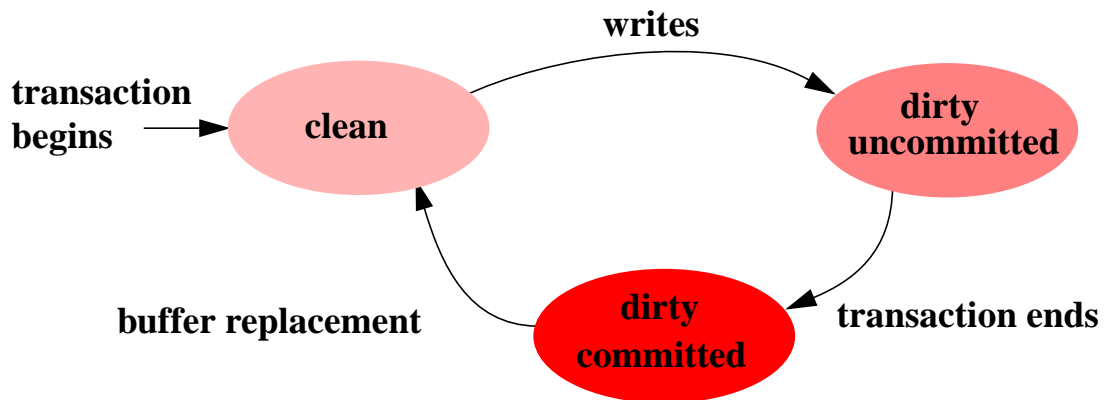 writes
transaction
begins
clean
dirty
uncommitted
buffer replacement
dirty
committed
transaction ends